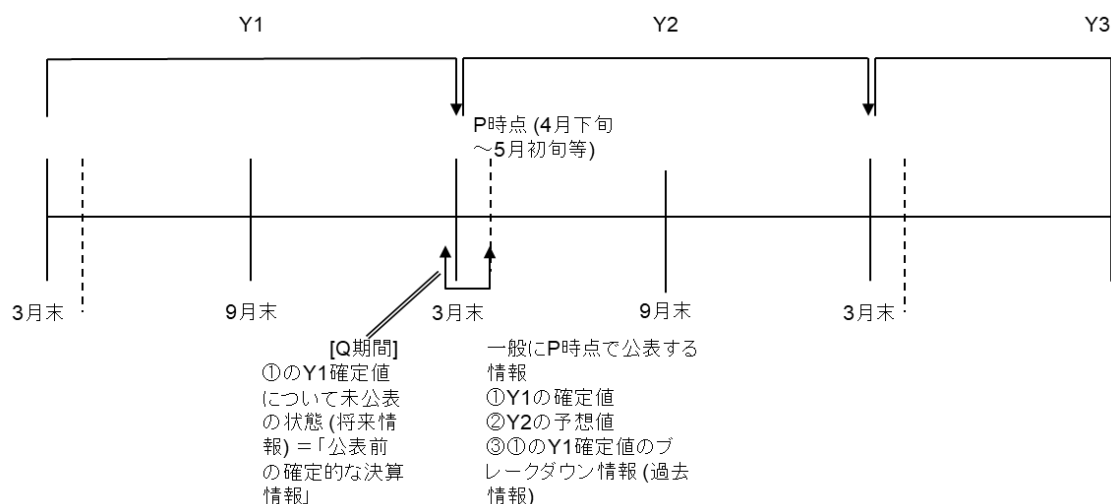 Y1
Y2
Y3
P時点 (4月下旬
～5月初旬等)
3月末
9月末
3月末
9月末
3月末
[Q期間]
①のY1確定値
について未公表
の状態 (将来情
報) ＝「公表前
の確定的な決算
情報」
一般にP時点で公表する
情報
①Y1の確定値
②Y2の予想値
③①のY1確定値のブ
レークダウン情報 (過去
情報)